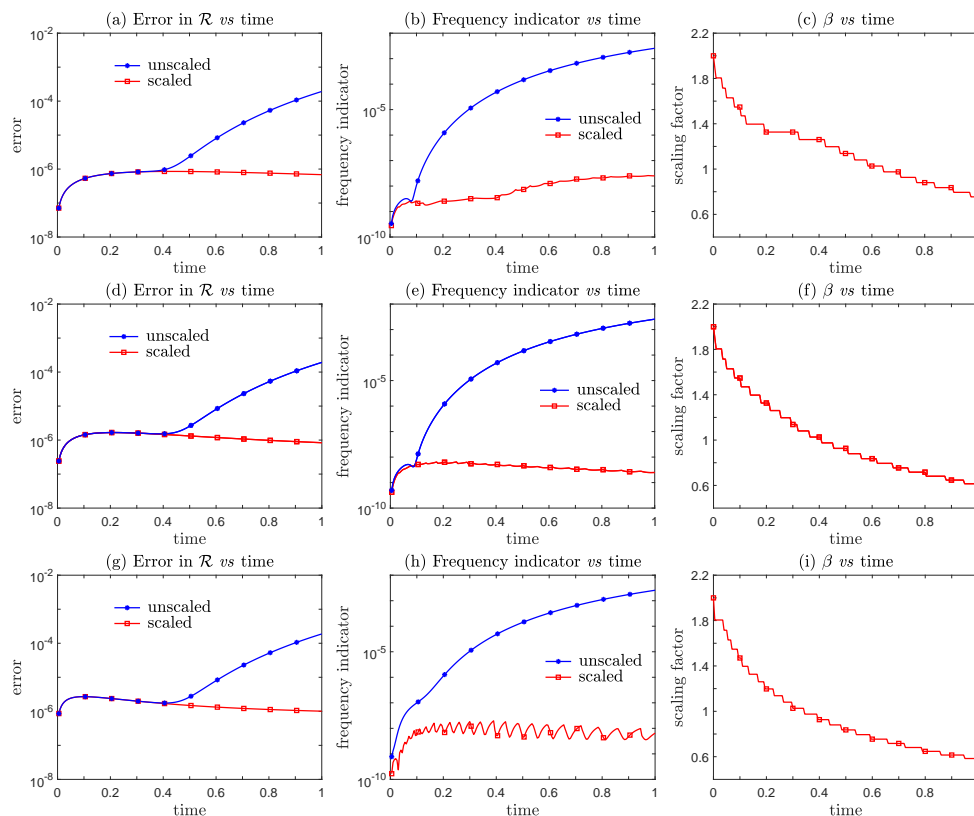 (a) Error in ℛ vs time
10^-2
10^-4
10^-6
10^-8
error
unscaled
scaled
0 0.2 0.4 0.6 0.8 1
time
(b) Frequency indicator vs time
10^-5
10^-10
frequency indicator
unscaled
scaled
0 0.2 0.4 0.6 0.8 1
time
(c) β vs time
2.2
1.8
1.4
1
0.6
scaling factor
0 0.2 0.4 0.6 0.8
time
(d) Error in ℛ vs time
10^-2
10^-4
10^-6
10^-8
error
unscaled
scaled
0 0.2 0.4 0.6 0.8 1
time
(e) Frequency indicator vs time
10^-5
10^-10
frequency indicator
unscaled
scaled
0 0.2 0.4 0.6 0.8 1
time
(f) β vs time
2.2
1.8
1.4
1
0.6
scaling factor
0 0.2 0.4 0.6 0.8
time
(g) Error in ℛ vs time
10^-2
10^-4
10^-6
10^-8
error
unscaled
scaled
0 0.2 0.4 0.6 0.8 1
time
(h) Frequency indicator vs time
10^-5
10^-10
frequency indicator
unscaled
scaled
0 0.2 0.4 0.6 0.8 1
time
(i) β vs time
2.2
1.8
1.4
1
0.6
scaling factor
0 0.2 0.4 0.6 0.8
time